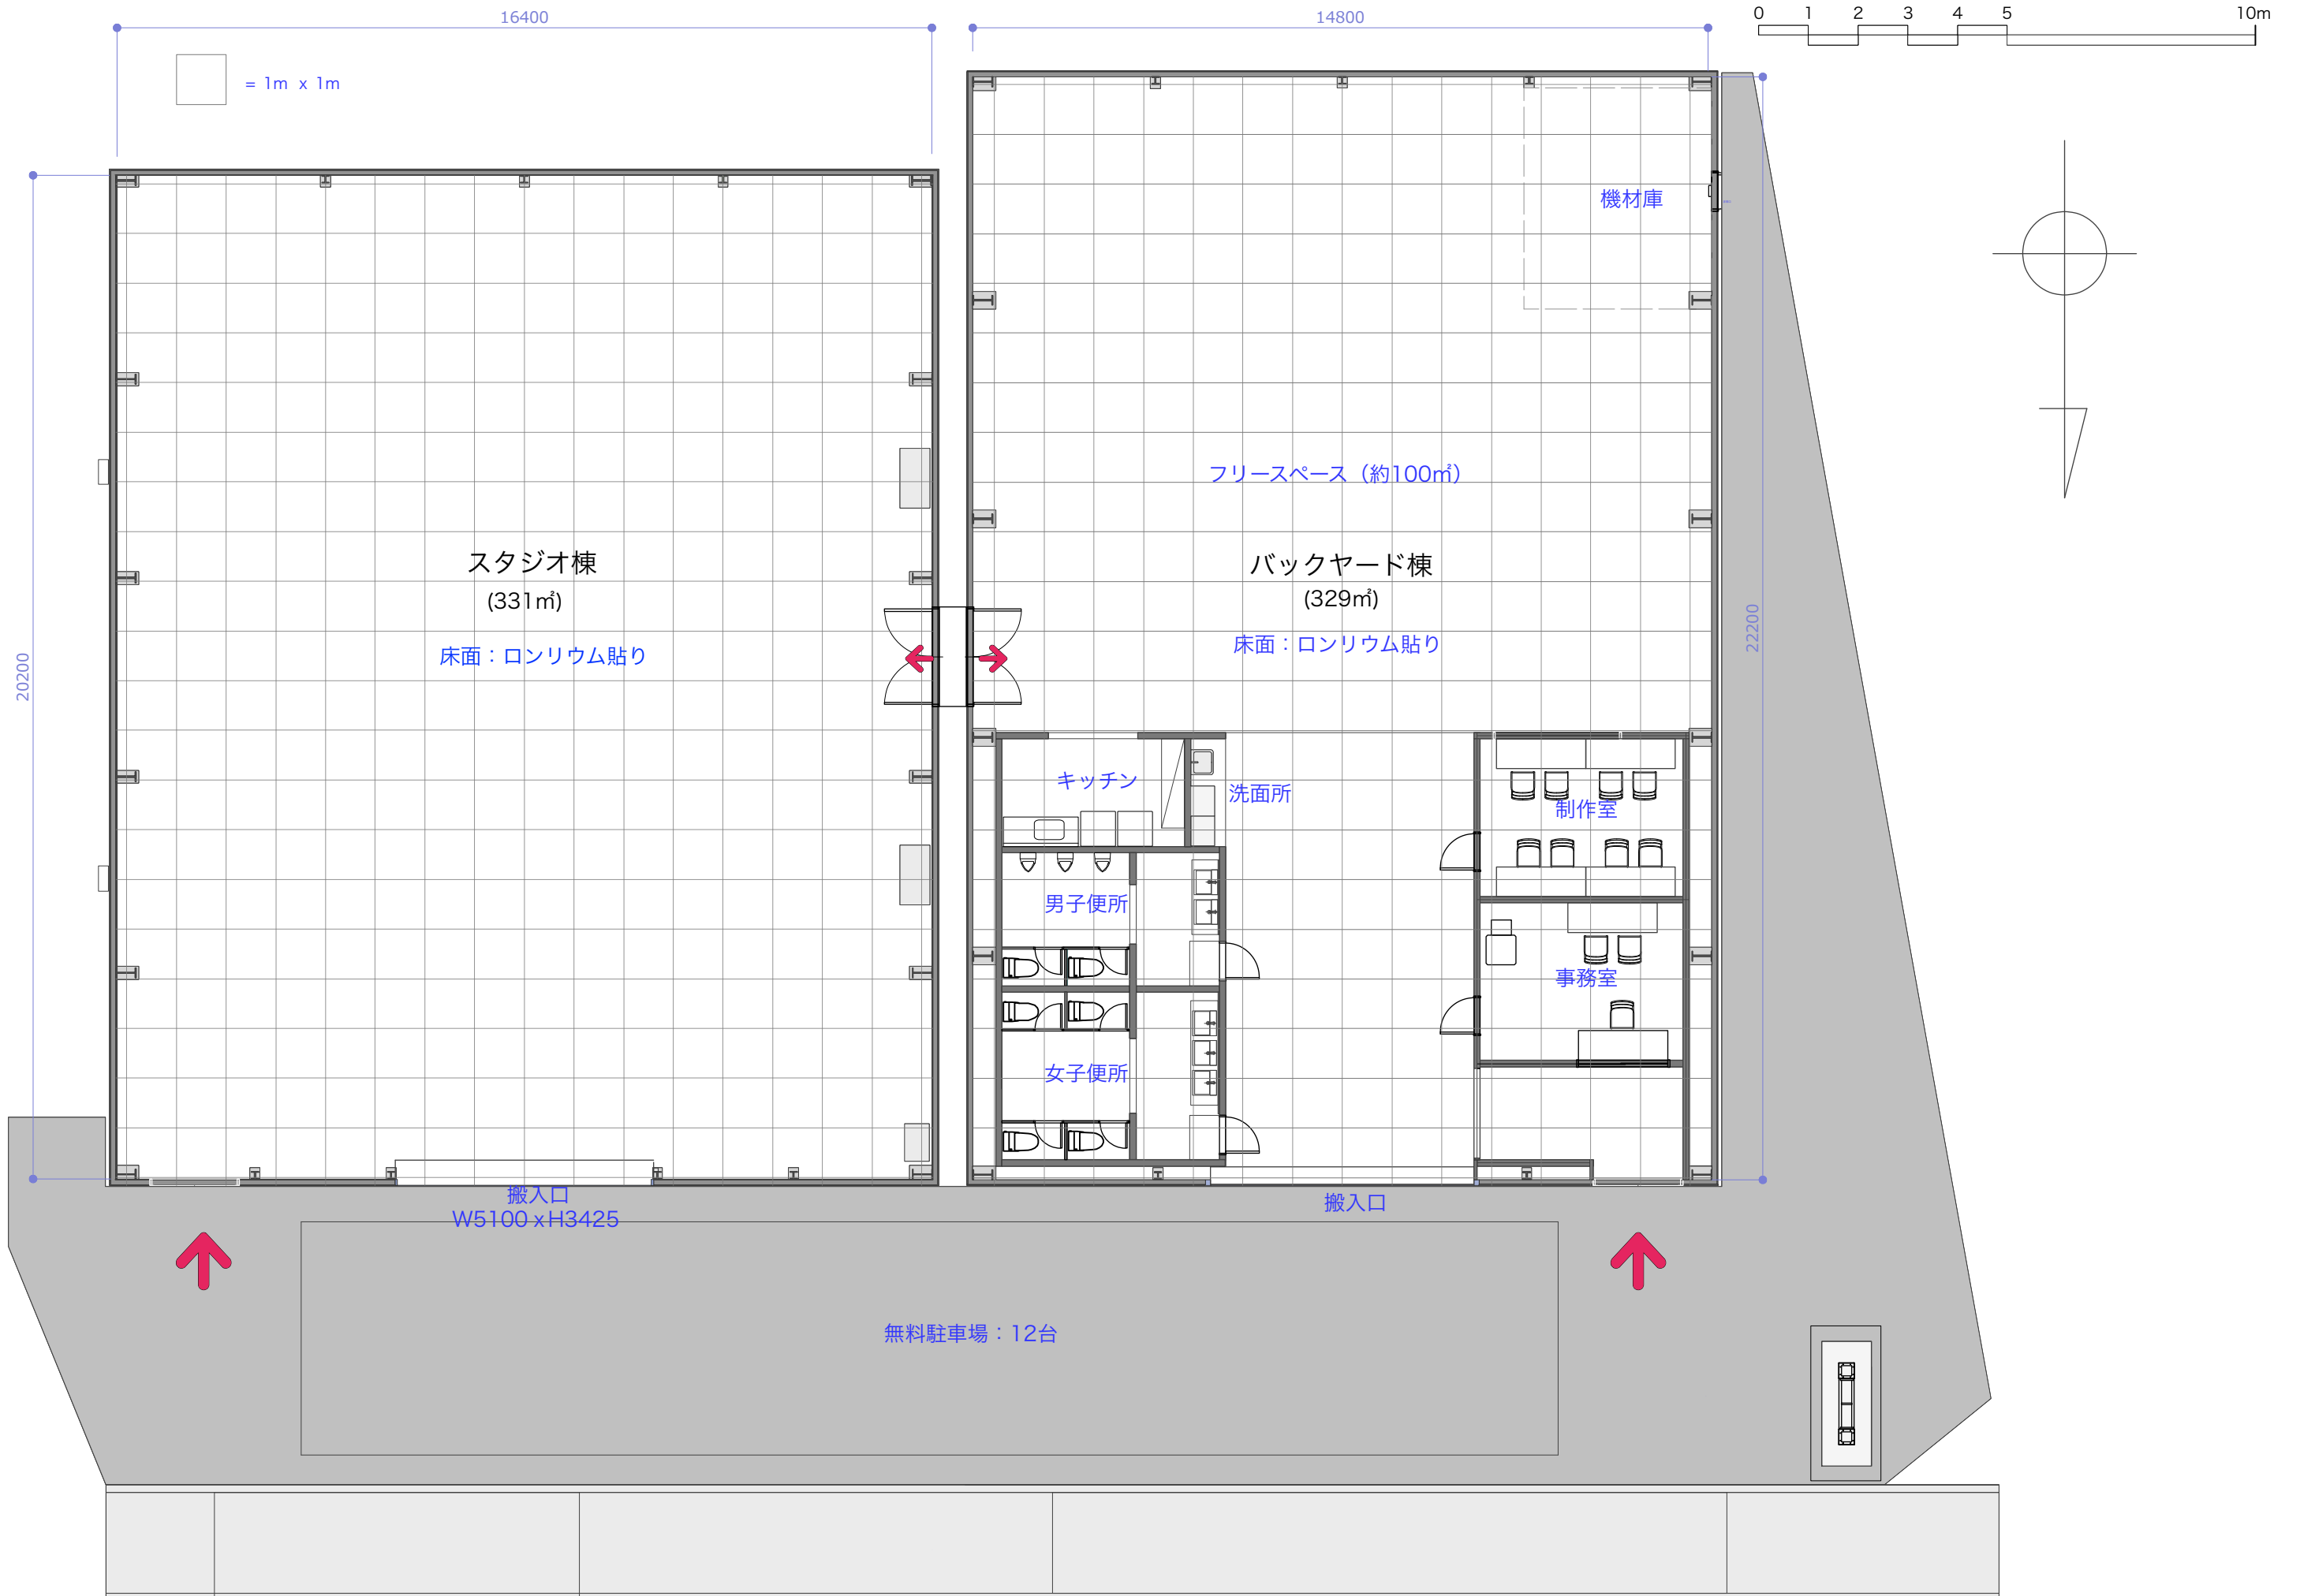 16400
14800
0 1 2 3 4 5 10m
= 1m x 1m
機材庫
フリースペース（約100㎡）
スタジオ棟
(331㎡)
床面：ロンリウム貼り
バックヤード棟
(329㎡)
床面：ロンリウム貼り
20200
22200
キッチン
洗面所
制作室
男子便所
事務室
女子便所
搬入口
W5100 x H3425
搬入口
無料駐車場：12台